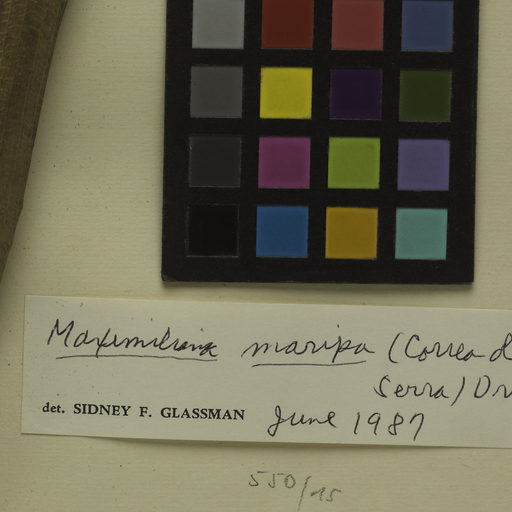 Maximiliana maripa (Correa d
Serra) Dr
det. SIDNEY F. GLASSMAN June 1987
550/15